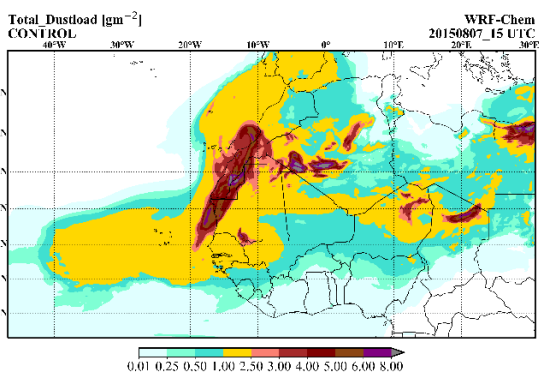 Total_Dustload [gm⁻²] WRF-Chem
CONTROL 20150807_15 UTC
40°W 30°W 20°W 10°W 0°E 10°E 20°E 30°E
N
N
N
N
N
N
N
0.01 0.25 0.50 1.00 2.50 3.00 4.00 5.00 6.00 8.00